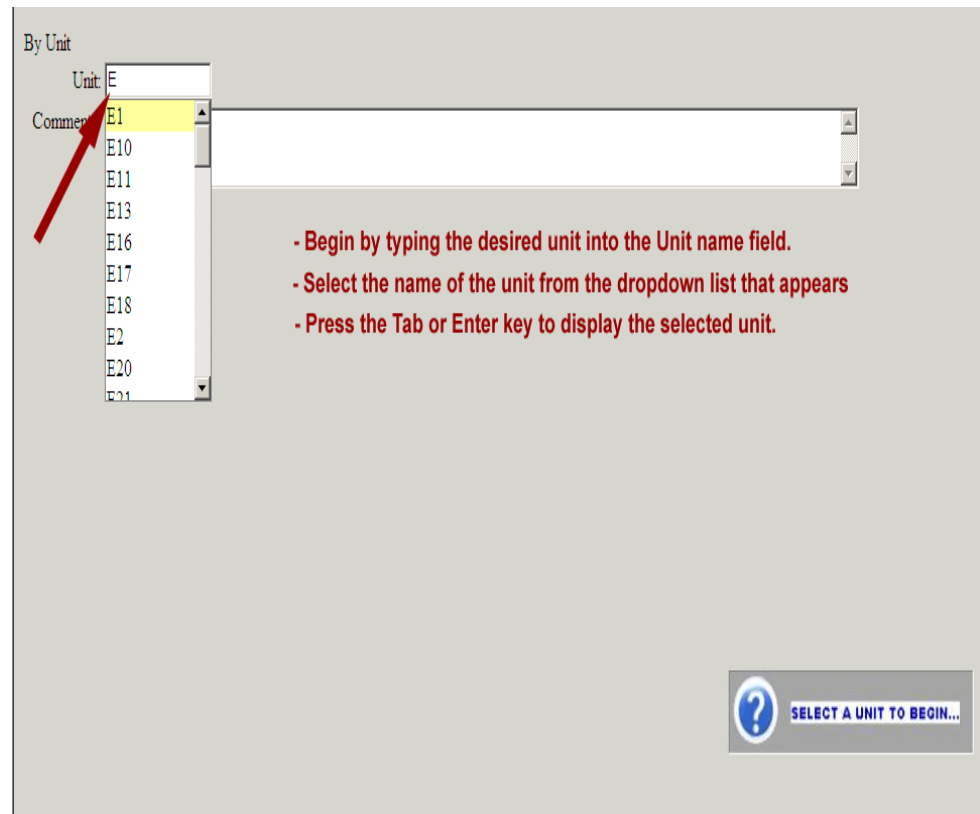 By Unit
Unit: E
Comment
E1
E10
E11
E13
E16
E17
E18
E2
E20
E21
- Begin by typing the desired unit into the Unit name field.
- Select the name of the unit from the dropdown list that appears
- Press the Tab or Enter key to display the selected unit.
SELECT A UNIT TO BEGIN...